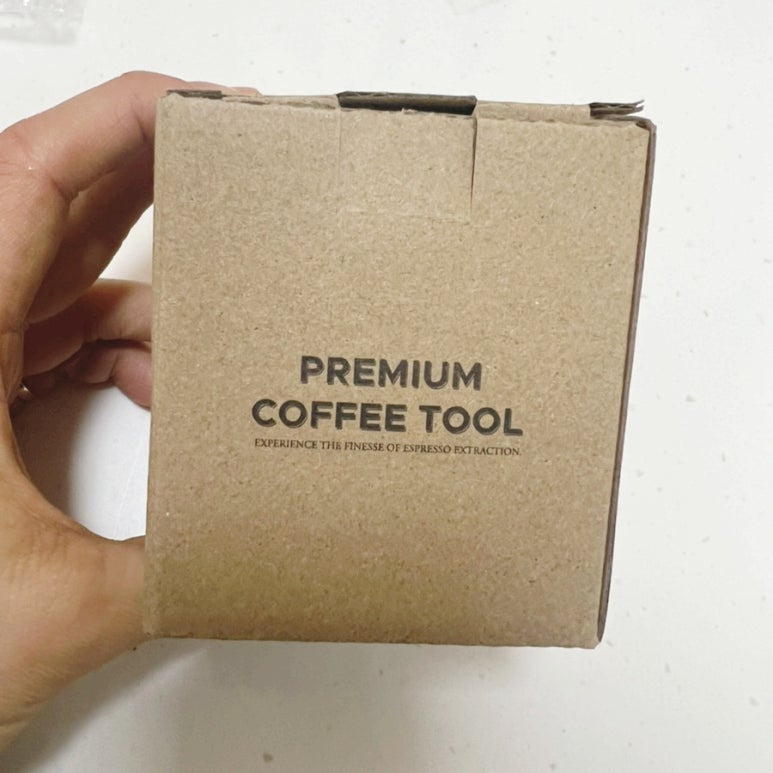 PREMIUM
COFFEE TOOL
EXPERIENCE THE FINESSE OF ESPRESSO EXTRACTION.